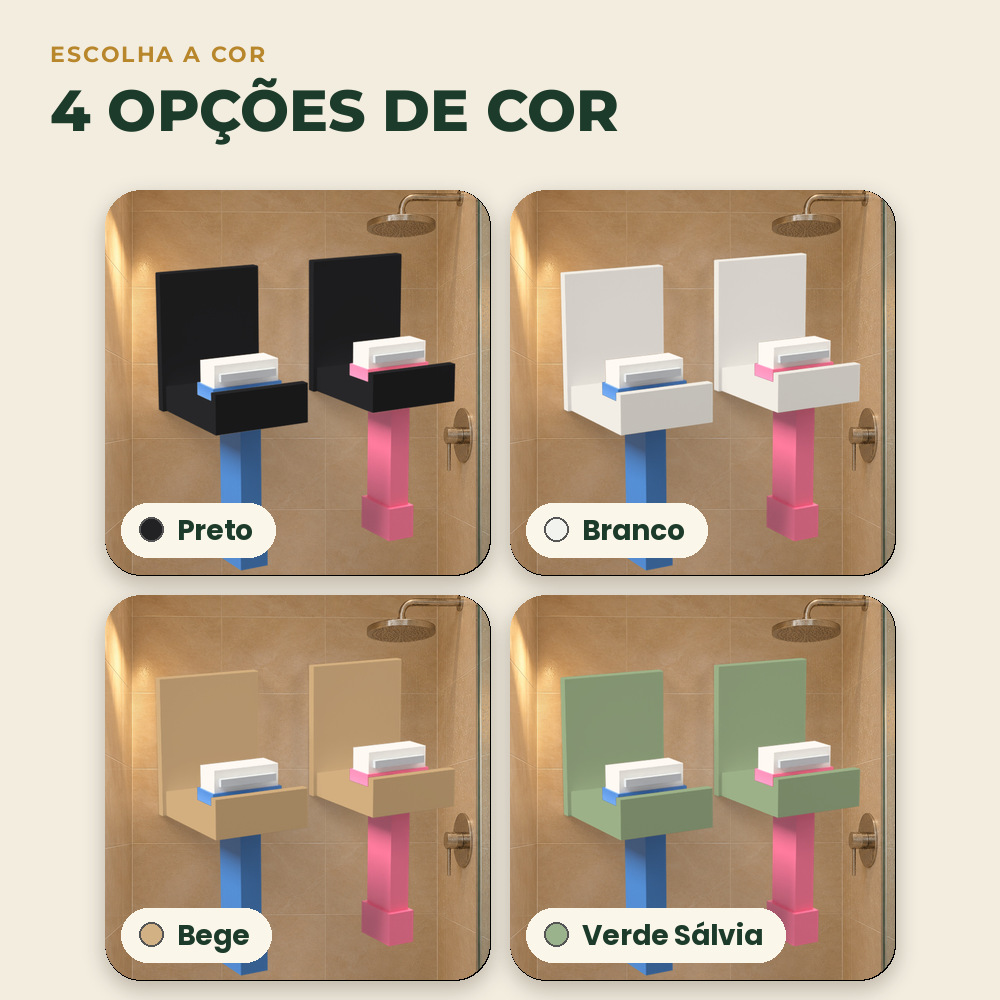 ESCOLHA A COR
4 OPÇÕES DE COR
Preto
Branco
Bege
Verde Sálvia